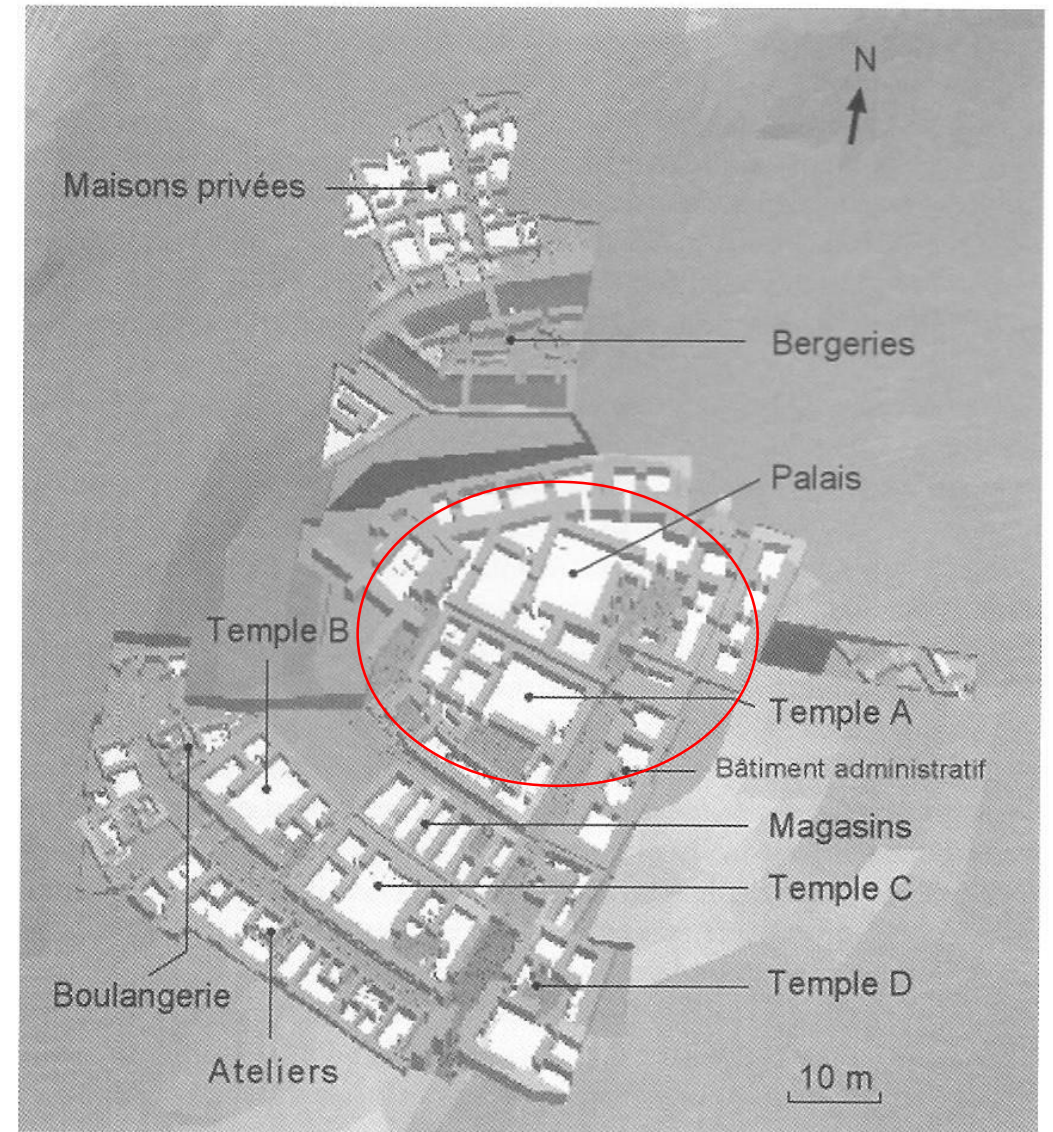 N
Maisons privées
Bergeries
Palais
Temple B
Temple A
Bâtiment administratif
Magasins
Temple C
Boulangerie
Temple D
Ateliers
10 m